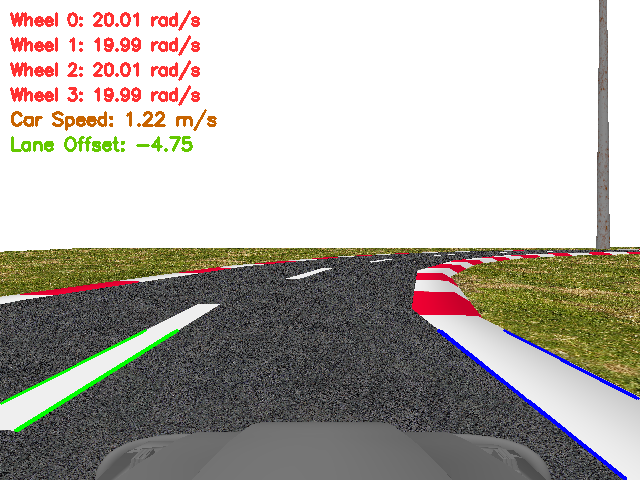 Wheel 0: 20.01 rad/s
Wheel 1: 19.99 rad/s
Wheel 2: 20.01 rad/s
Wheel 3: 19.99 rad/s
Car Speed: 1.22 m/s
Lane Offset: -4.75